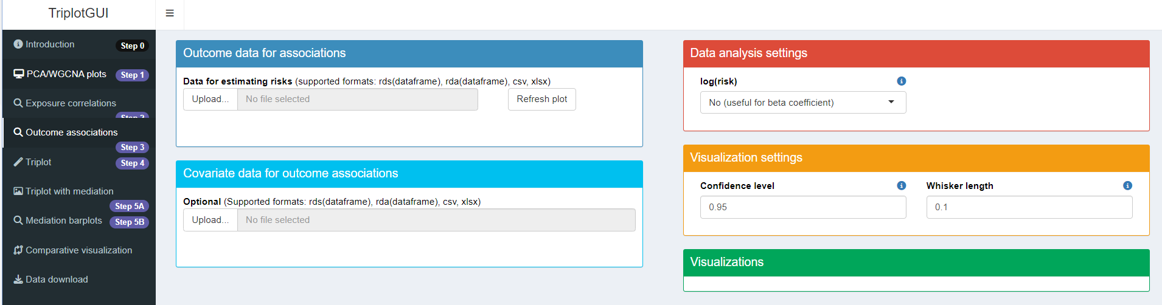 TriplotGUI
Introduction
Step 0
PCA/WGCNA plots
Step 1
Exposure correlations
Outcome associations
Step 3
Triplot
Step 4
Triplot with mediation
Step 5A
Mediation barplots
Step 5B
Comparative visualization
Data download
Outcome data for associations
Data for estimating risks (supported formats: rds(dataframe), rda(dataframe), csv, xlsx)
Upload... No file selected
Refresh plot
Covariate data for outcome associations
Optional (Supported formats: rds(dataframe), rda(dataframe), csv, xlsx)
Upload... No file selected
Data analysis settings
log(risk)
No (useful for beta coefficient)
Visualization settings
Confidence level
0.95
Whisker length
0.1
Visualizations